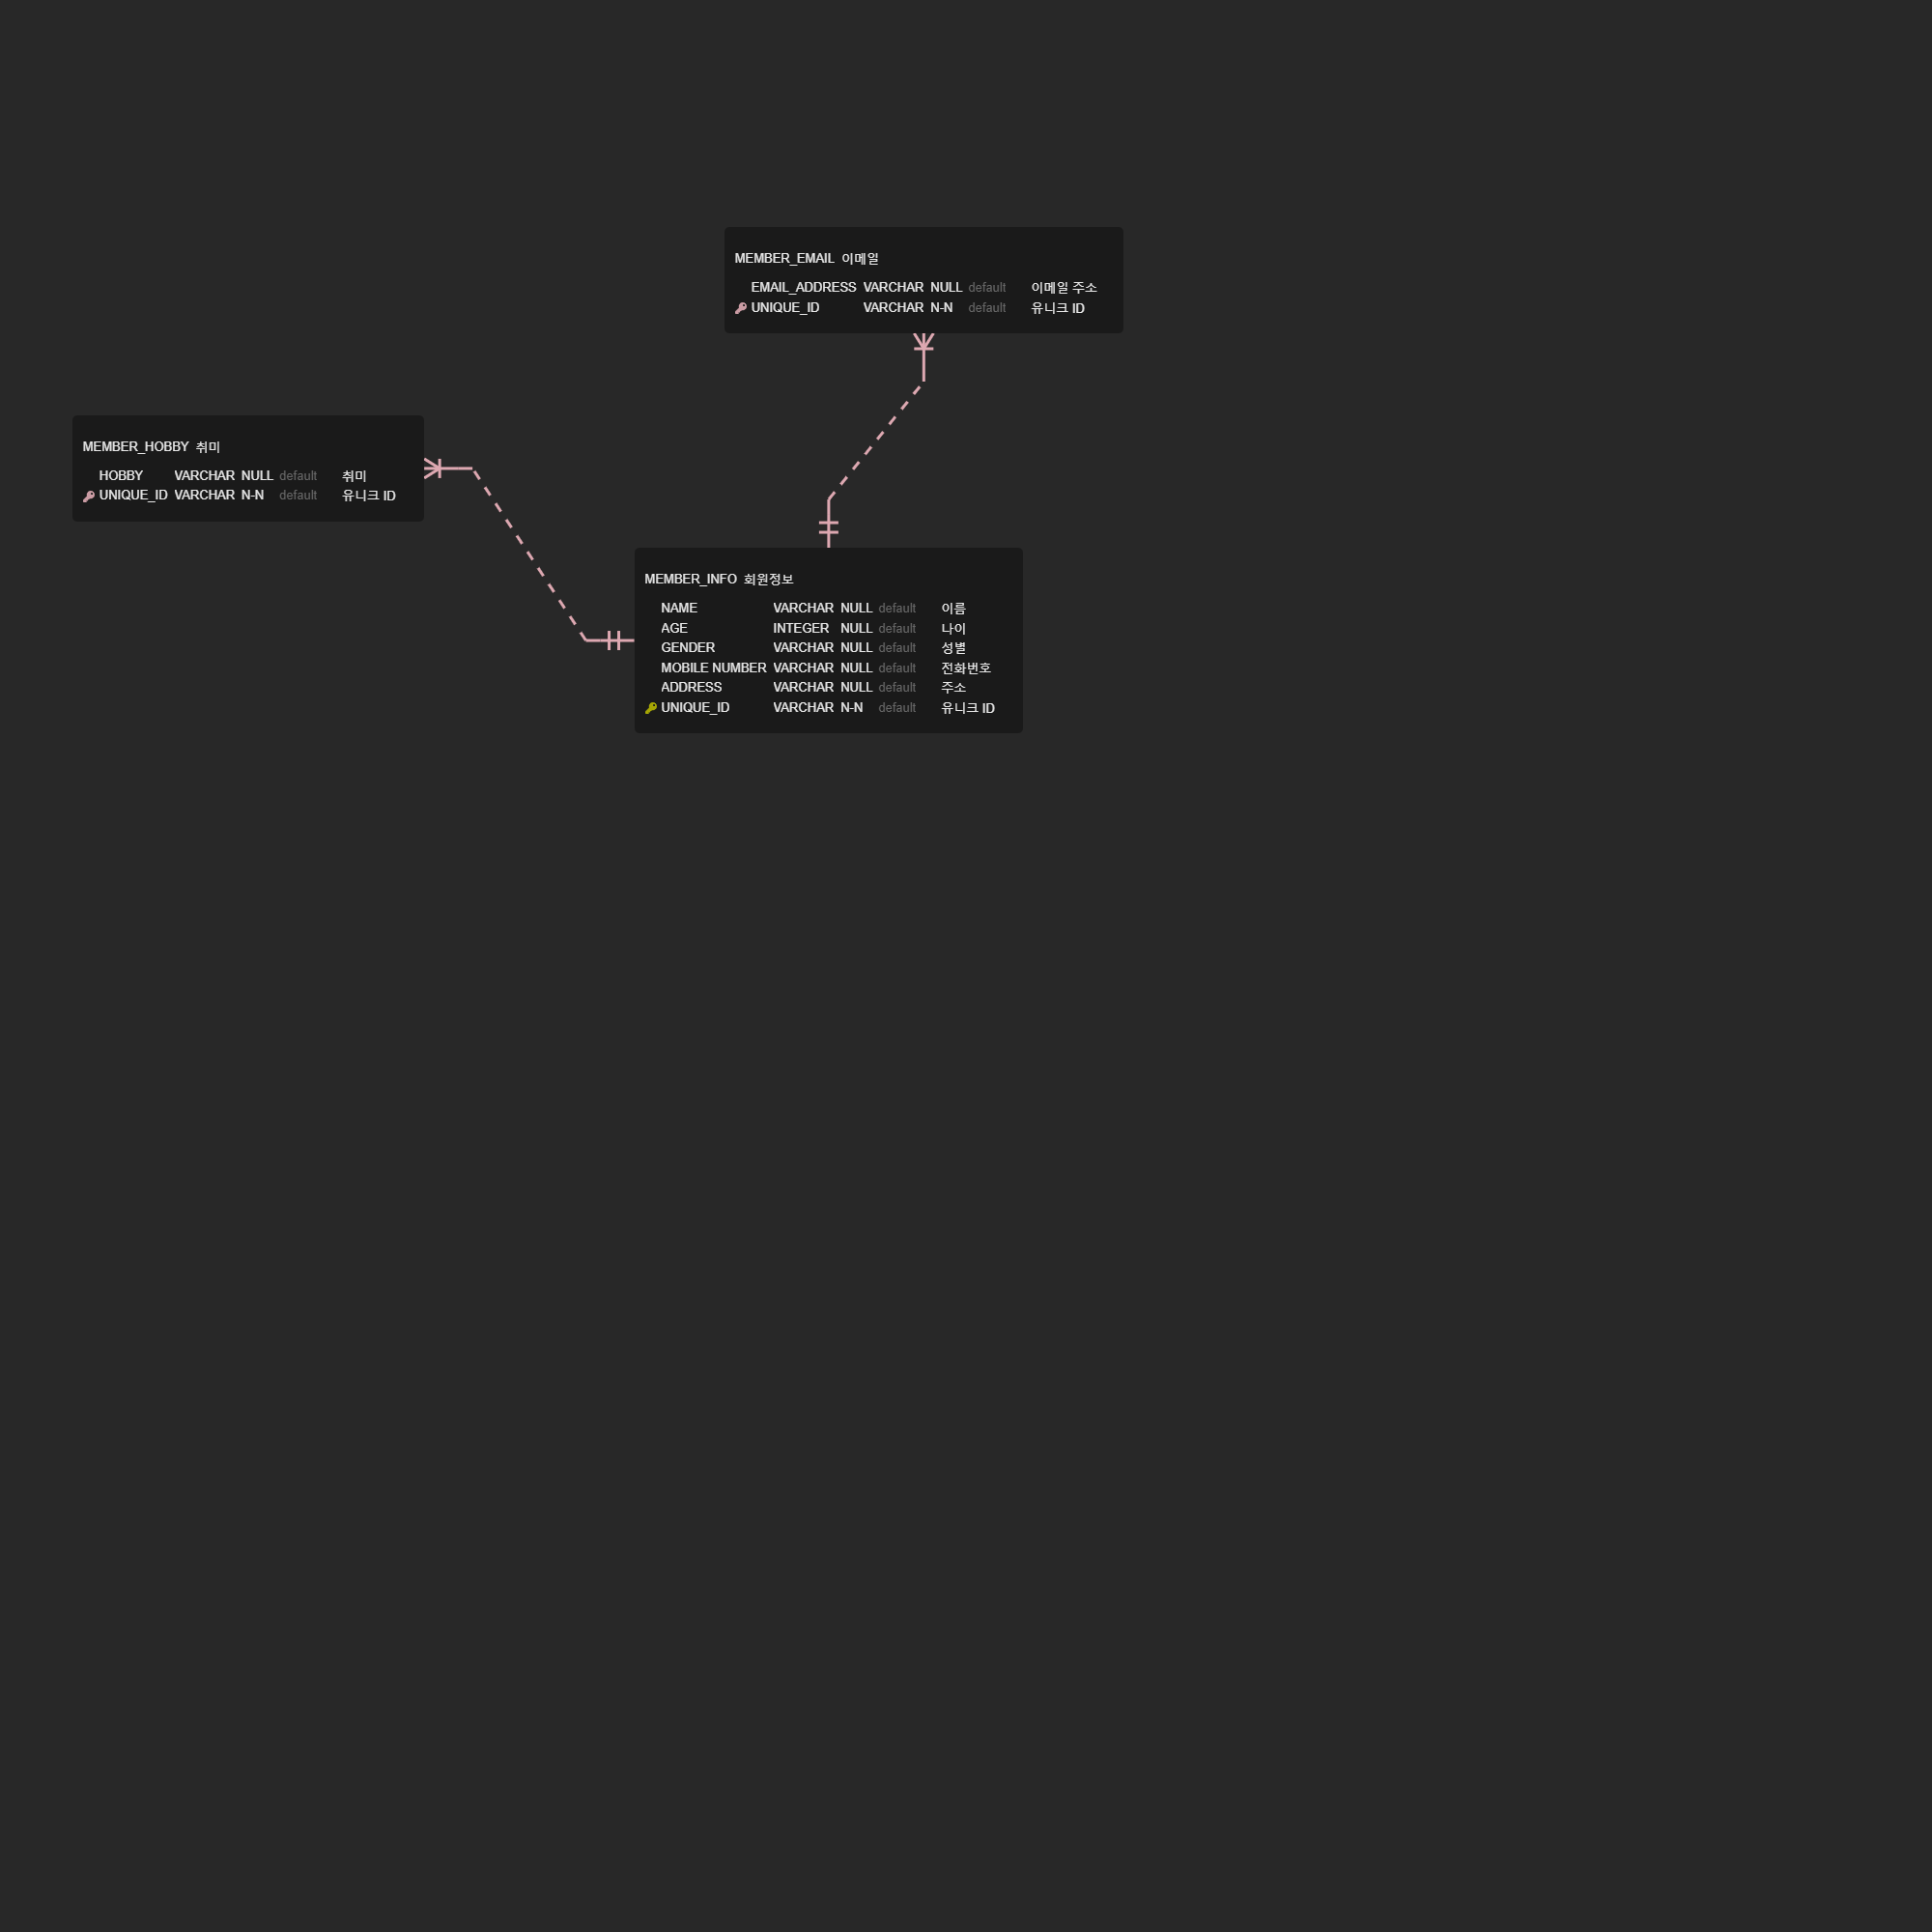 MEMBER_EMAIL 이메일
EMAIL_ADDRESS VARCHAR NULL default 이메일 주소
UNIQUE_ID VARCHAR N-N default 유니크 ID
MEMBER_HOBBY 취미
HOBBY VARCHAR NULL default 취미
UNIQUE_ID VARCHAR N-N default 유니크 ID
MEMBER_INFO 회원정보
NAME VARCHAR NULL default 이름
AGE INTEGER NULL default 나이
GENDER VARCHAR NULL default 성별
MOBILE NUMBER VARCHAR NULL default 전화번호
ADDRESS VARCHAR NULL default 주소
UNIQUE_ID VARCHAR N-N default 유니크 ID